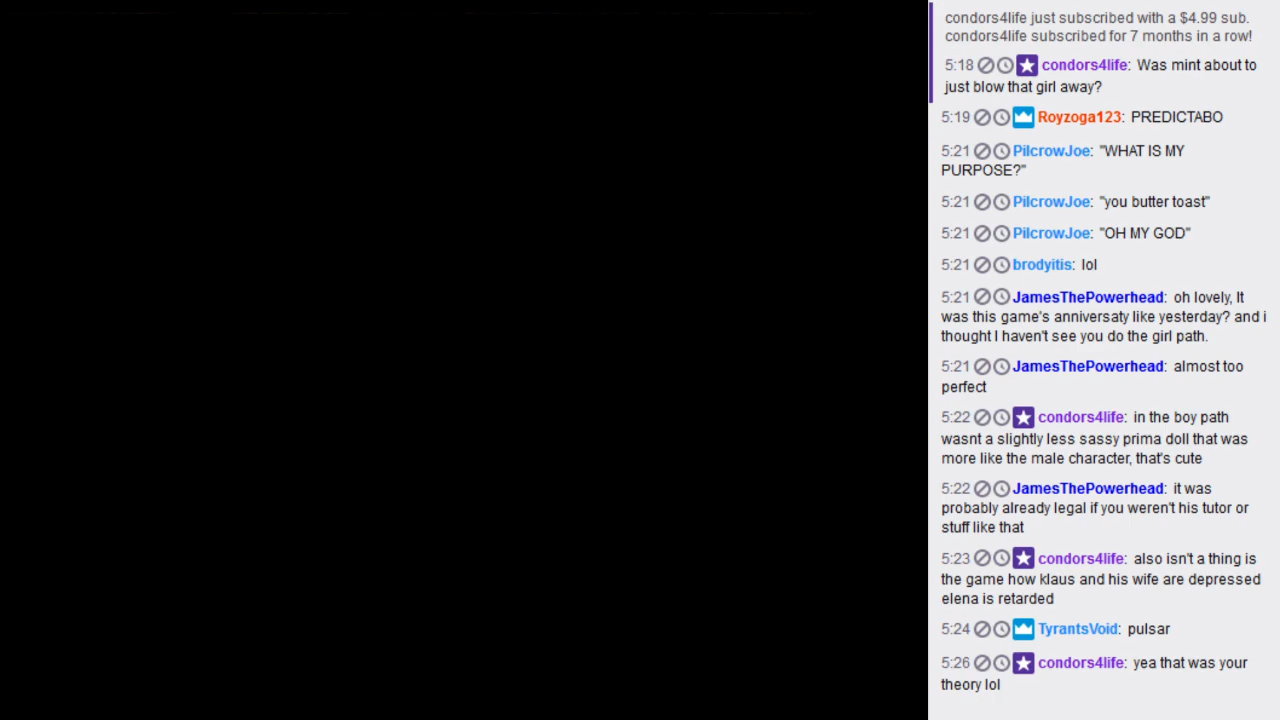 condors4life just subscribed with a $4.99 sub.
condors4life subscribed for 7 months in a row!
5:18 condors4life: Was mint about to
just blow that girl away?
5:19 Royzoga123: PREDICTABO
5:21 PilcrowJoe: "WHAT IS MY
PURPOSE?"
5:21 PilcrowJoe: "you butter toast"
5:21 PilcrowJoe: "OH MY GOD"
5:21 brodyitis: lol
5:21 JamesThePowerhead: oh lovely, It
was this game's anniversaty like yesterday? and i
thought I haven't see you do the girl path.
5:21 JamesThePowerhead: almost too
perfect
5:22 condors4life: in the boy path
wasnt a slightly less sassy prima doll that was
more like the male character, that's cute
5:22 JamesThePowerhead: it was
probably already legal if you weren't his tutor or
stuff like that
5:23 condors4life: also isn't a thing is
the game how klaus and his wife are depressed
elena is retarded
5:24 TyrantsVoid: pulsar
5:26 condors4life: yea that was your
theory lol